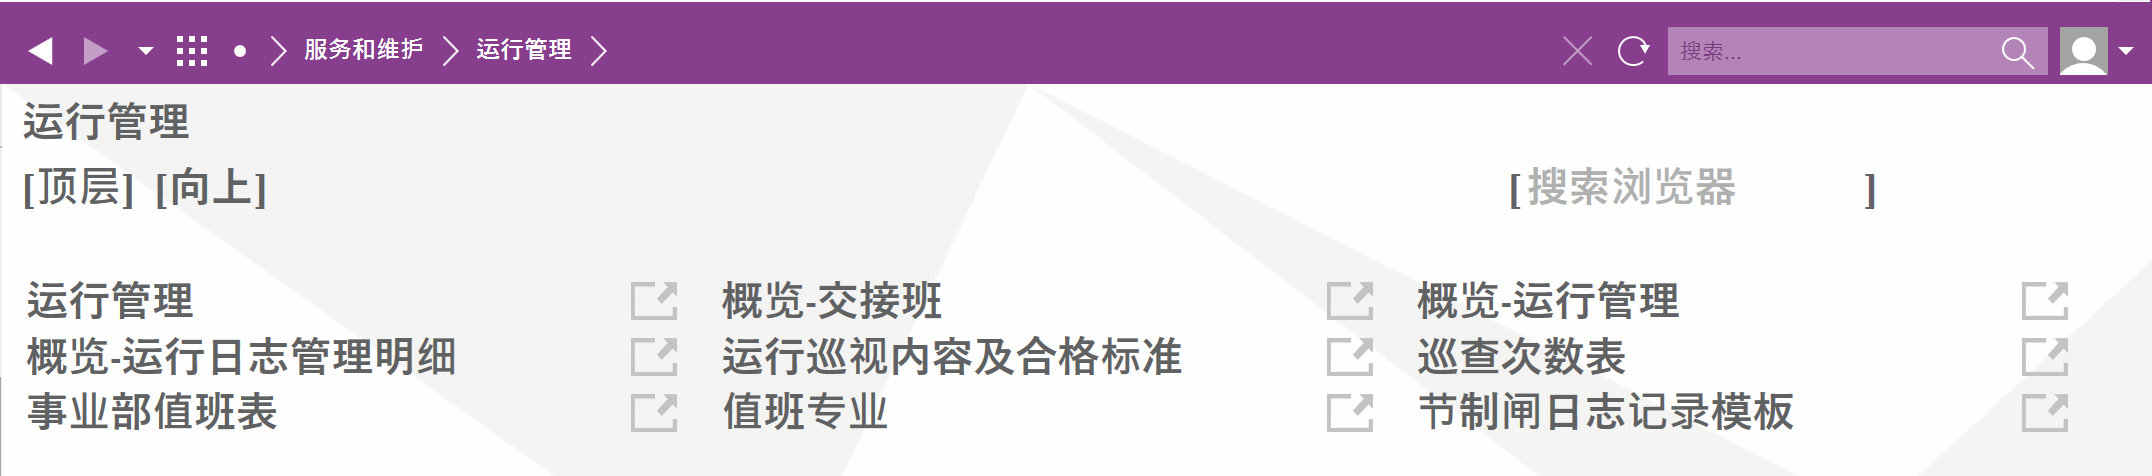 服务和维护 运行管理 搜索...
运行管理
[顶层] [向上] [搜索浏览器 ]
运行管理 概览-交接班 概览-运行管理
概览-运行日志管理明细 运行巡视内容及合格标准 巡查次数表
事业部值班表 值班专业 节制闸日志记录模板